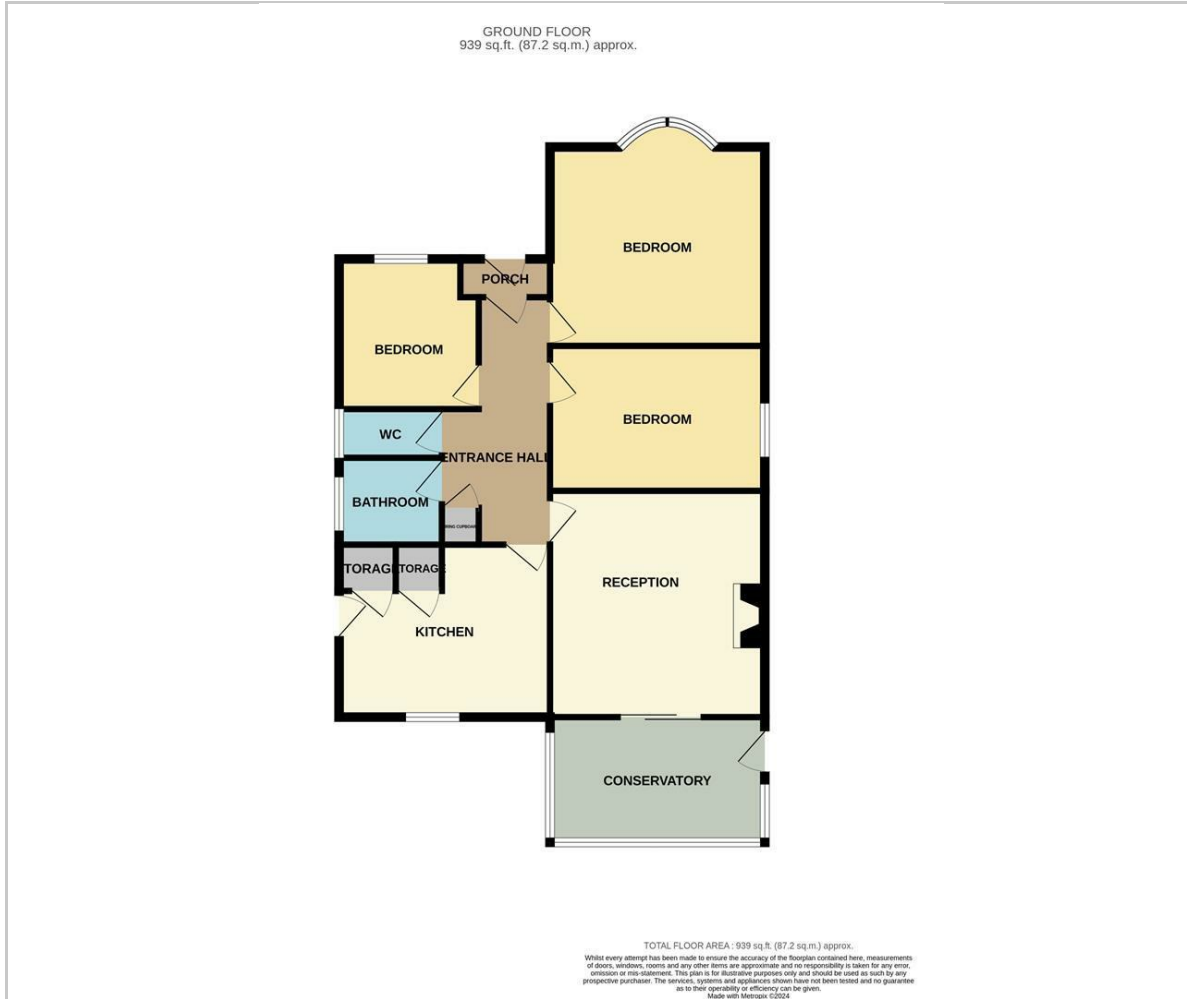 GROUND FLOOR
939 sq.ft. (87.2 sq.m.) approx.
BEDROOM
PORCH
BEDROOM
BEDROOM
WC
ENTRANCE HALL
BATHROOM
TORAGE
TORAGE
RECEPTION
KITCHEN
CONSERVATORY
TOTAL FLOOR AREA : 939 sq.ft. (87.2 sq.m.) approx.
Whilst every attempt has been made to ensure the accuracy of the floorplan contained here, measurements
of doors, windows, rooms and any other items are approximate and no responsibility is taken for any error,
omission or mis-statement. This plan is for illustrative purposes only and should be used as such by any
prospective purchaser. The services, systems and appliances shown have not been tested and no guarantee
as to their operability or efficiency can be given.
Made with Metropix ©2024